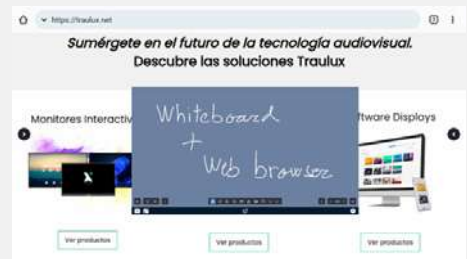 https://traulux.net
Sumérgete en el futuro de la tecnología audiovisual.
Descubre las soluciones Traulux
Monitores Interactiv
ftware Displays
Whiteboard
+
Web browser
Ver productos
Ver productos
Ver productos